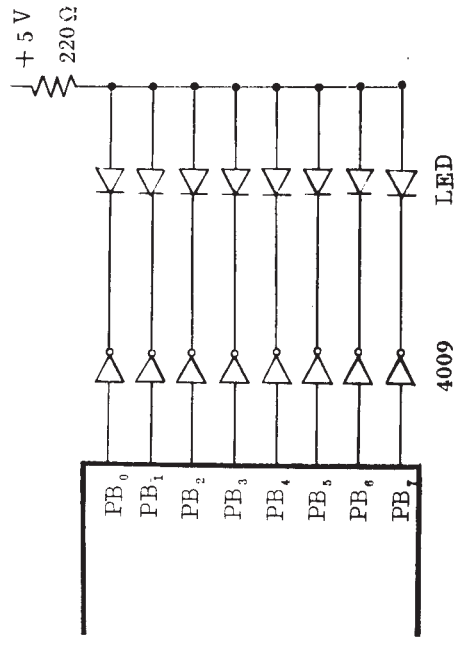 + 5 V
220 Ω
LED
4009
PB₀
PB₁
PB₂
PB₃
PB₄
PB₅
PB₆
PB₇